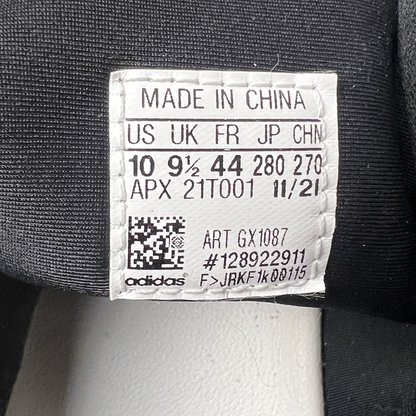 MADE IN CHINA
US UK FR JP CHN
10 9½ 44 280 270
APX 21T001 11/21
ART GX1087
#128922911
adidas F>JRKF1k00115